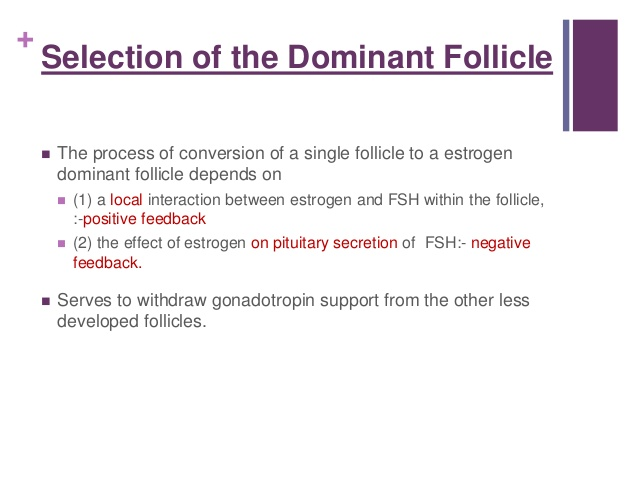 +
Selection of the Dominant Follicle
■ The process of conversion of a single follicle to a estrogen
dominant follicle depends on
■ (1) a local interaction between estrogen and FSH within the follicle,
:-positive feedback
■ (2) the effect of estrogen on pituitary secretion of  FSH:- negative
feedback.
■ Serves to withdraw gonadotropin support from the other less
developed follicles.